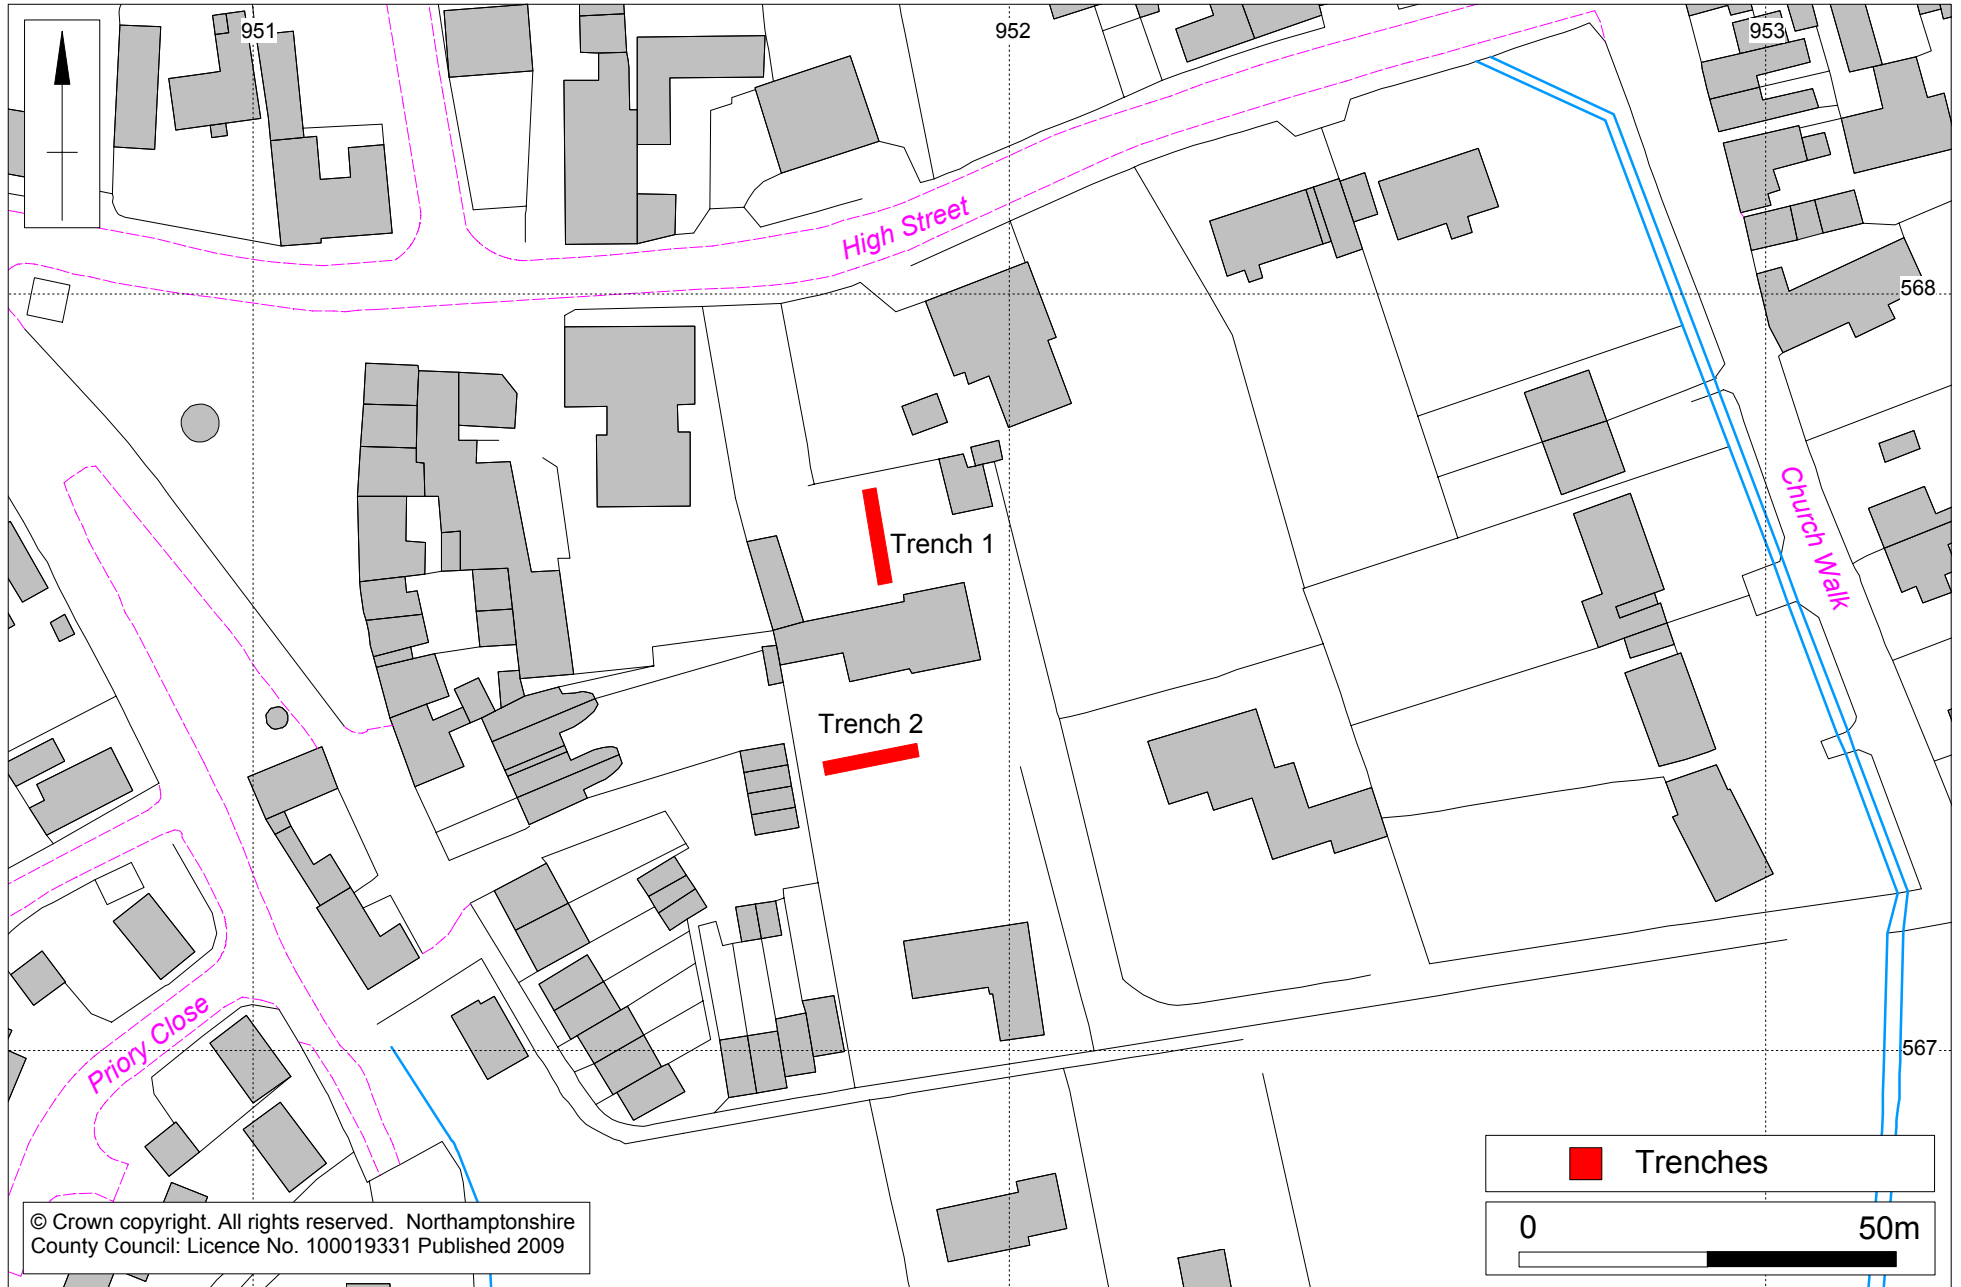 951
952
953
High Street
568
Trench 1
Church Walk
Trench 2
Priory Close
567
Trenches
0 50m
© Crown copyright. All rights reserved. Northamptonshire
County Council: Licence No. 100019331 Published 2009